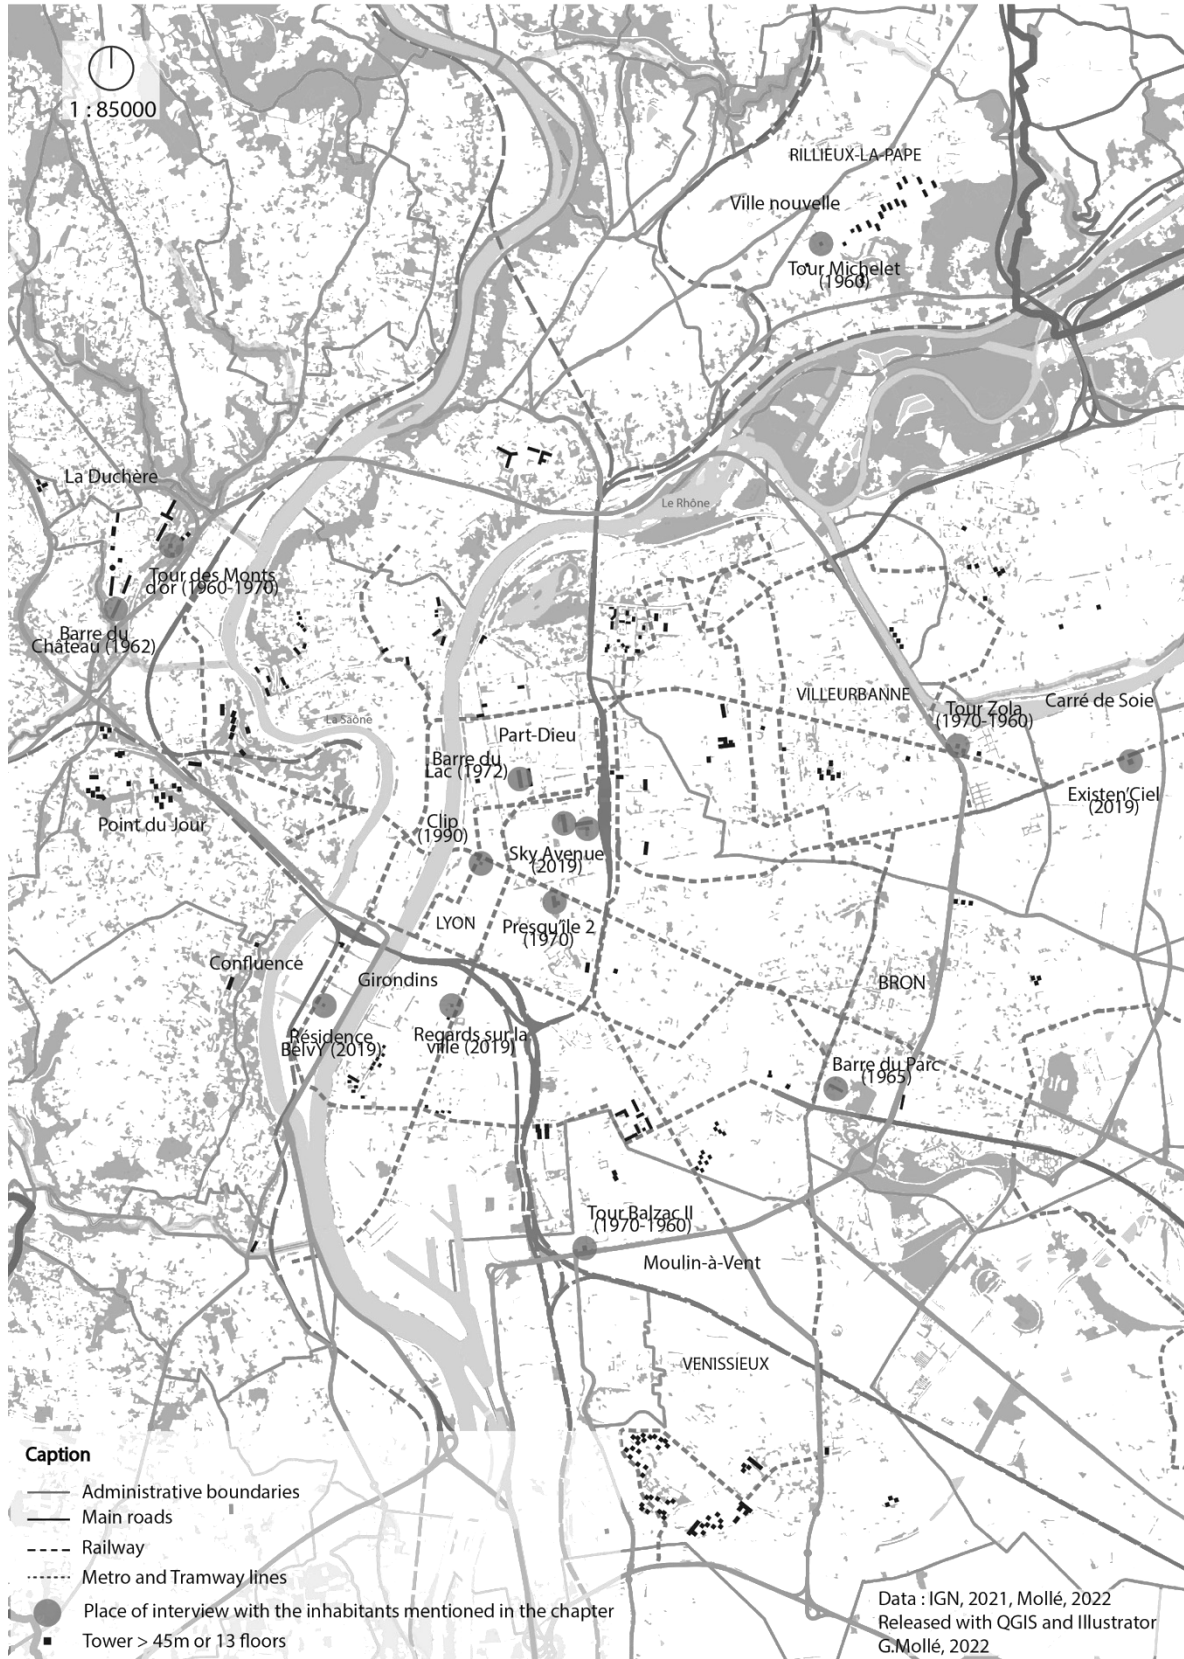 1 : 85000
RILLIEUX-LA-PAPE
Ville nouvelle
Tour Michelet
(1960)
La Duchère
Le Rhône
Tour des Monts
d'or (1960-1970)
Barre du
Château (1962)
La Saône
VILLEURBANNE
Tour Zola
(1970-1960)
Carré de Soie
Part-Dieu
Barre du
Lac (1972)
Existen'Ciel
(2019)
Point du Jour
Clip
(1990)
Sky Avenue
(2019)
LYON
Presqu'île 2
(1970)
Confluence
Girondins
BRON
Résidence
BelvY (2019)
Regards sur la
ville (2019)
Barre du Parc
(1965)
Tour Balzac II
(1970-1960)
Moulin-à-Vent
VENISSIEUX
Caption
Administrative boundaries
Main roads
Railway
Metro and Tramway lines
Place of interview with the inhabitants mentioned in the chapter
Tower > 45m or 13 floors
Data : IGN, 2021, Mollé, 2022
Released with QGIS and Illustrator
G.Mollé, 2022